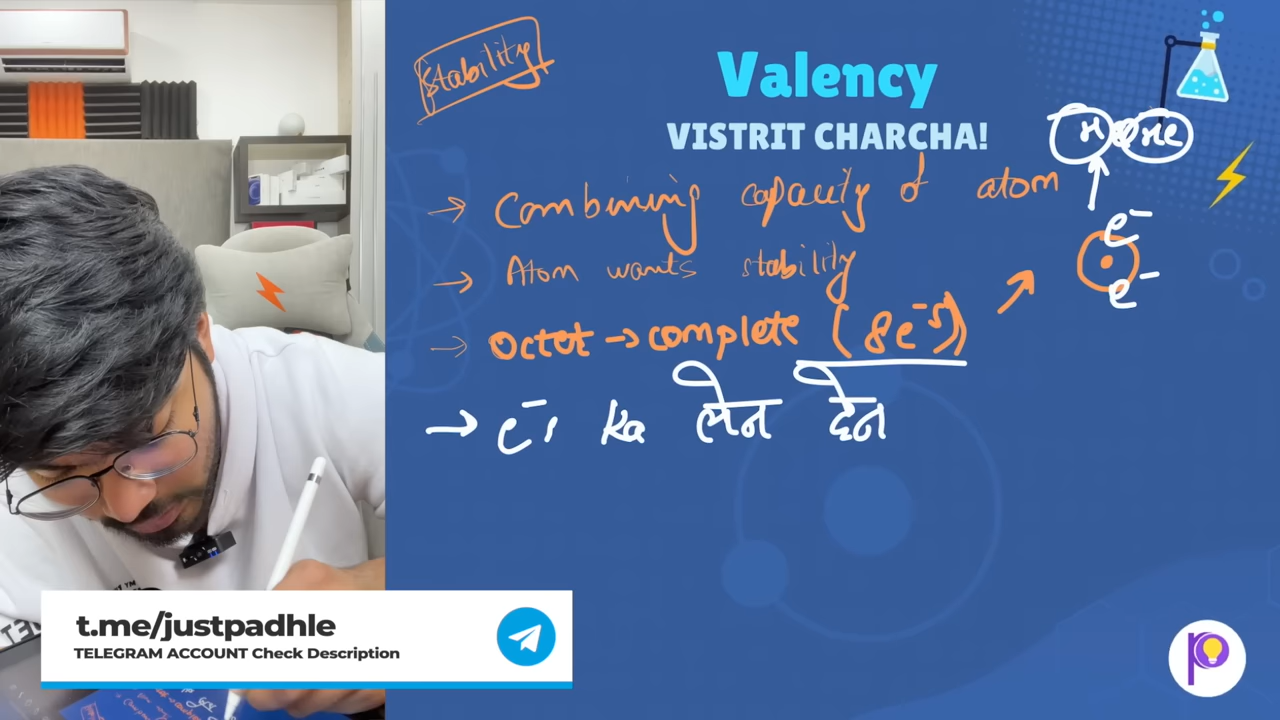 stability
Valency
VISTRIT CHARCHA!
H He
→ Combining capacity of atom
e⁻
→ Atom wants stability
e⁻
→ Octet → complete (8e⁻s)
→ e⁻s ka लेन देन
t.me/justpadhle
TELEGRAM ACCOUNT Check Description